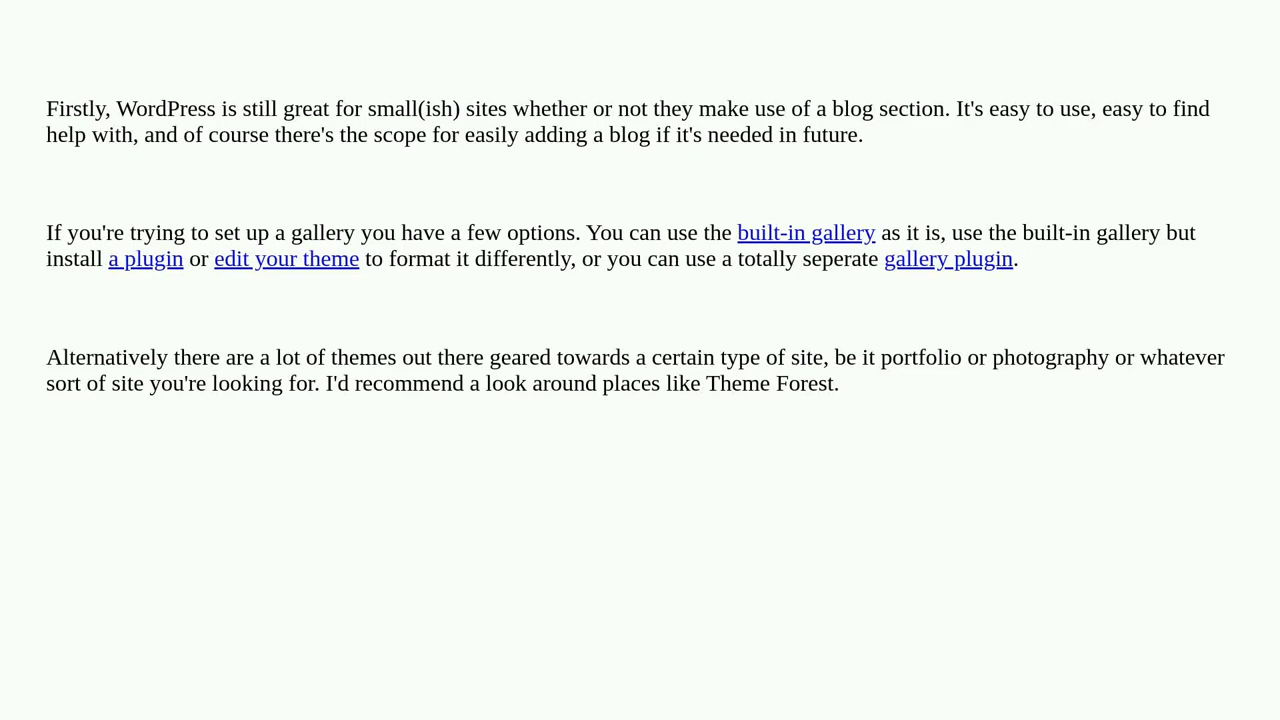 Firstly, WordPress is still great for small(ish) sites whether or not they make use of a blog section. It's easy to use, easy to find
help with, and of course there's the scope for easily adding a blog if it's needed in future.
If you're trying to set up a gallery you have a few options. You can use the built-in gallery as it is, use the built-in gallery but
install a plugin or edit your theme to format it differently, or you can use a totally seperate gallery plugin.
Alternatively there are a lot of themes out there geared towards a certain type of site, be it portfolio or photography or whatever
sort of site you're looking for. I'd recommend a look around places like Theme Forest.